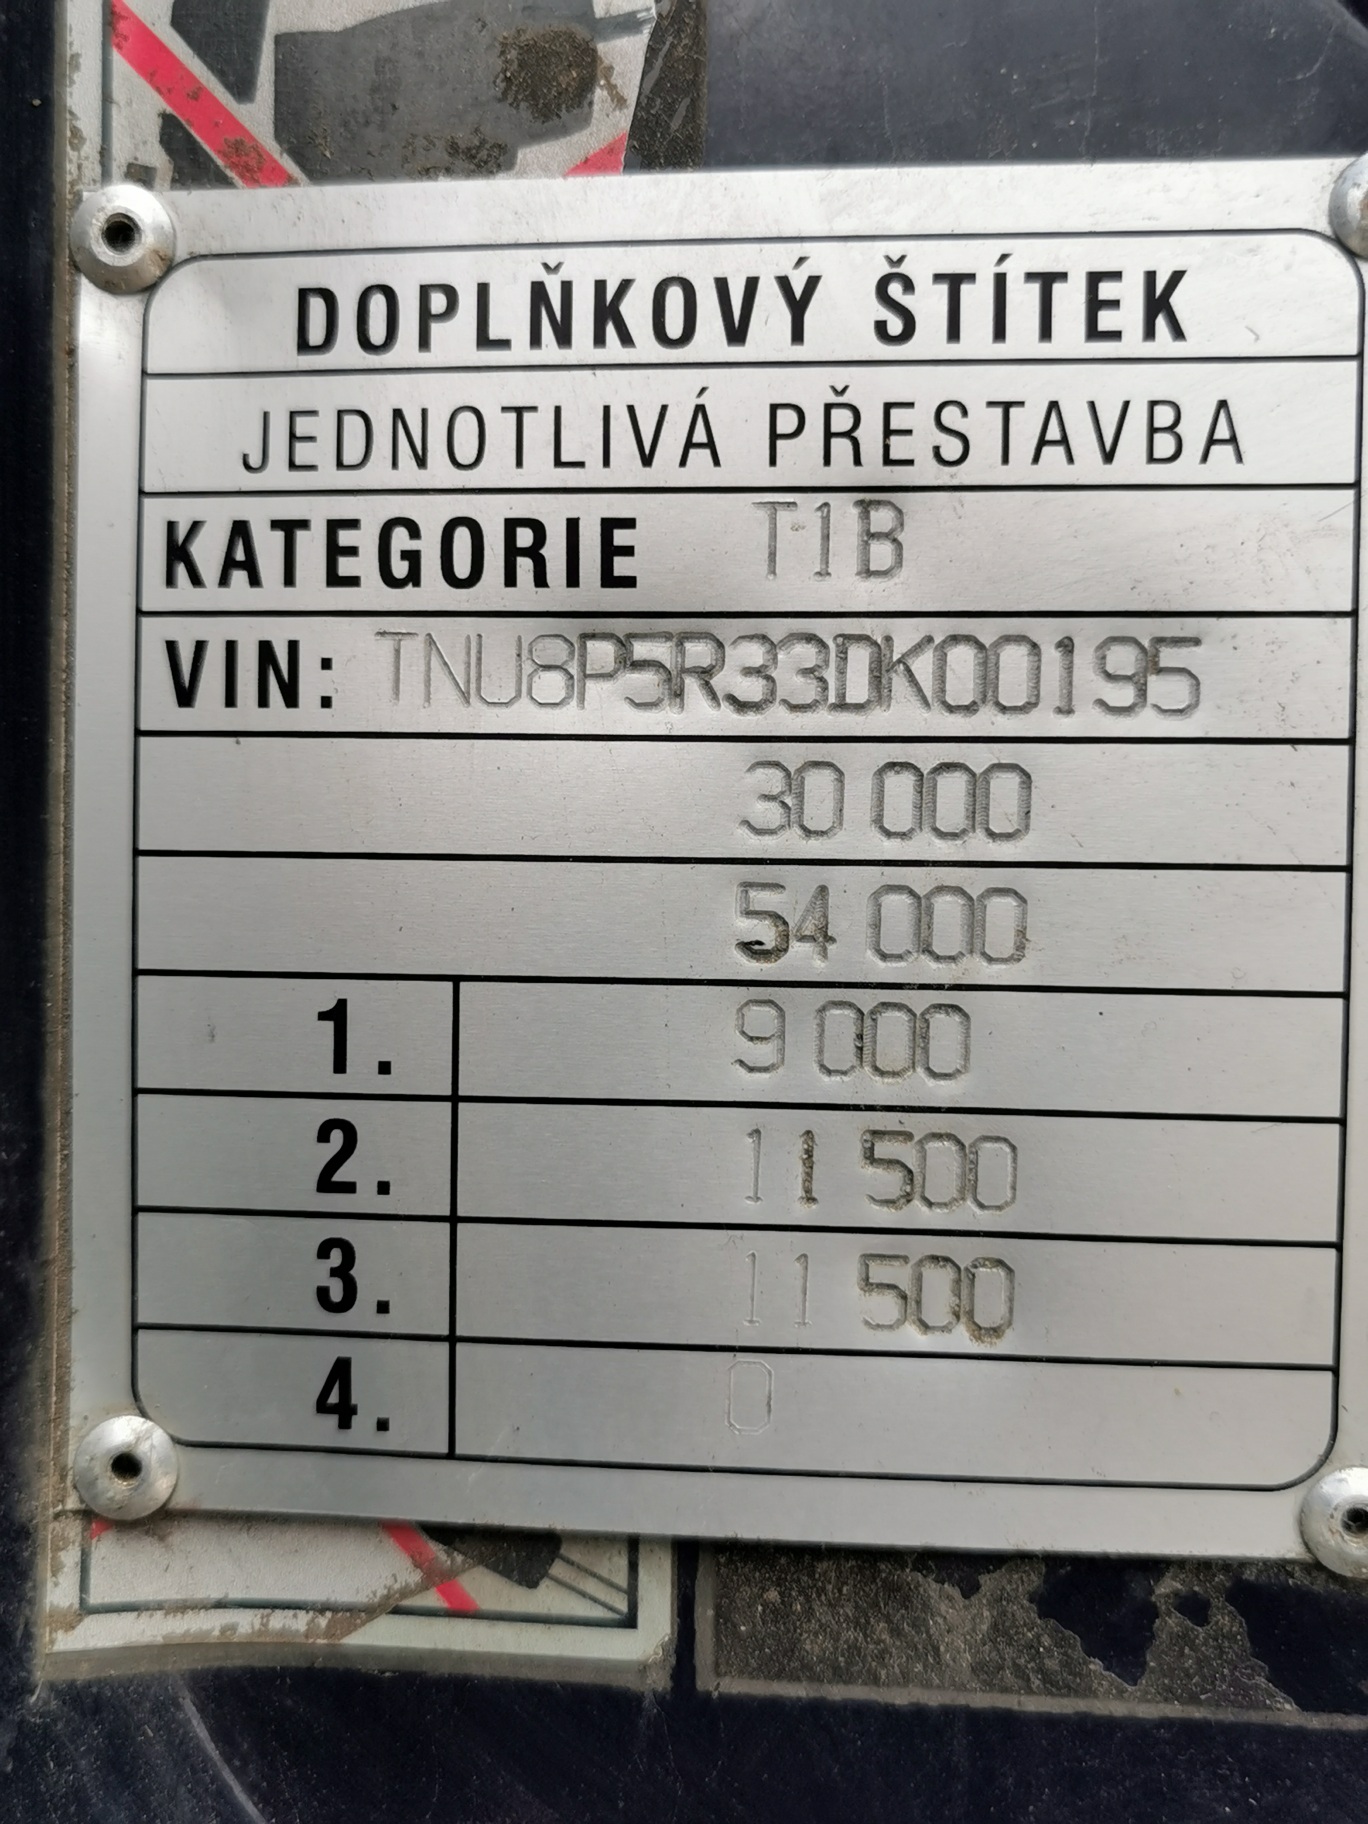 DOPLŇKOVÝ ŠTÍTEK
JEDNOTLIVÁ PŘESTAVBA
KATEGORIE T1B
VIN: TNU8P5R33DK00195
30 000
54 000
1. 9 000
2. 11 500
3. 11 500
4. 0